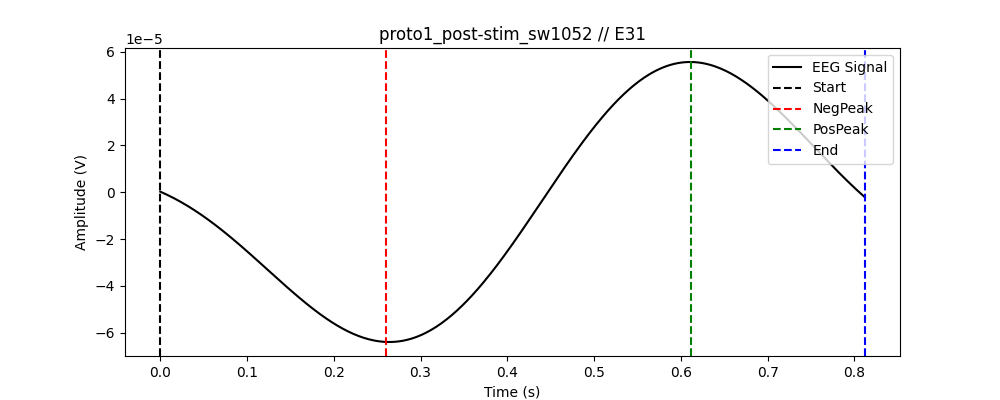 proto1_post-stim_sw1052 // E31
1e−5
6
4
2
0
−2
−4
−6
Amplitude (V)
EEG Signal
Start
NegPeak
PosPeak
End
0.0 0.1 0.2 0.3 0.4 0.5 0.6 0.7 0.8
Time (s)